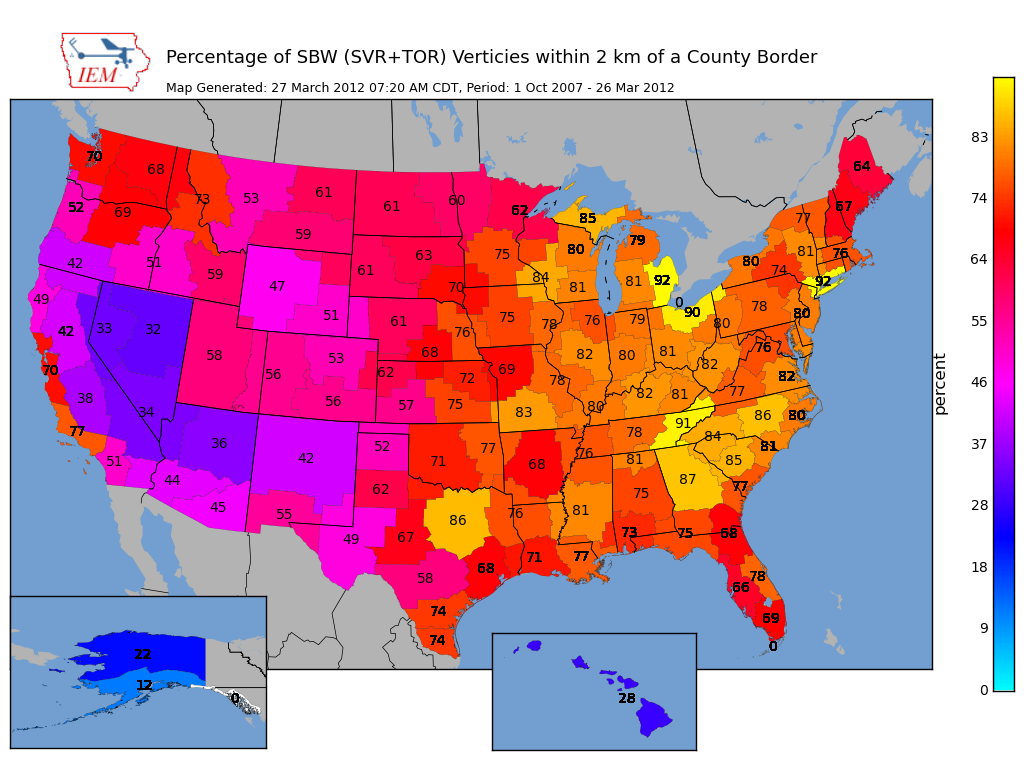 IEM
Percentage of SBW (SVR+TOR) Verticies within 2 km of a County Border
Map Generated: 27 March 2012 07:20 AM CDT, Period: 1 Oct 2007 - 26 Mar 2012
83
74
64
55
46
37
28
18
9
0
percent
70 68 73 53 61 61 60 62 85 79 77 67 64
52 69 59 63 75 80 81 92 80 74 81 76 92
42 51 59 47 61 70 84 81 0 90 78 80
49 42 33 32 51 61 76 75 78 76 79 80 76
70 58 56 53 62 68 72 69 82 80 81 82 82
38 34 56 57 75 83 78 80 82 81 77
77 36 42 52 77 76 78 91 86 80
51 44 62 71 68 81 84 85 81
45 55 49 67 86 76 81 75 87 77
58 68 71 77 73 75 68
74 78 66
74 69
0
22
12
0
28